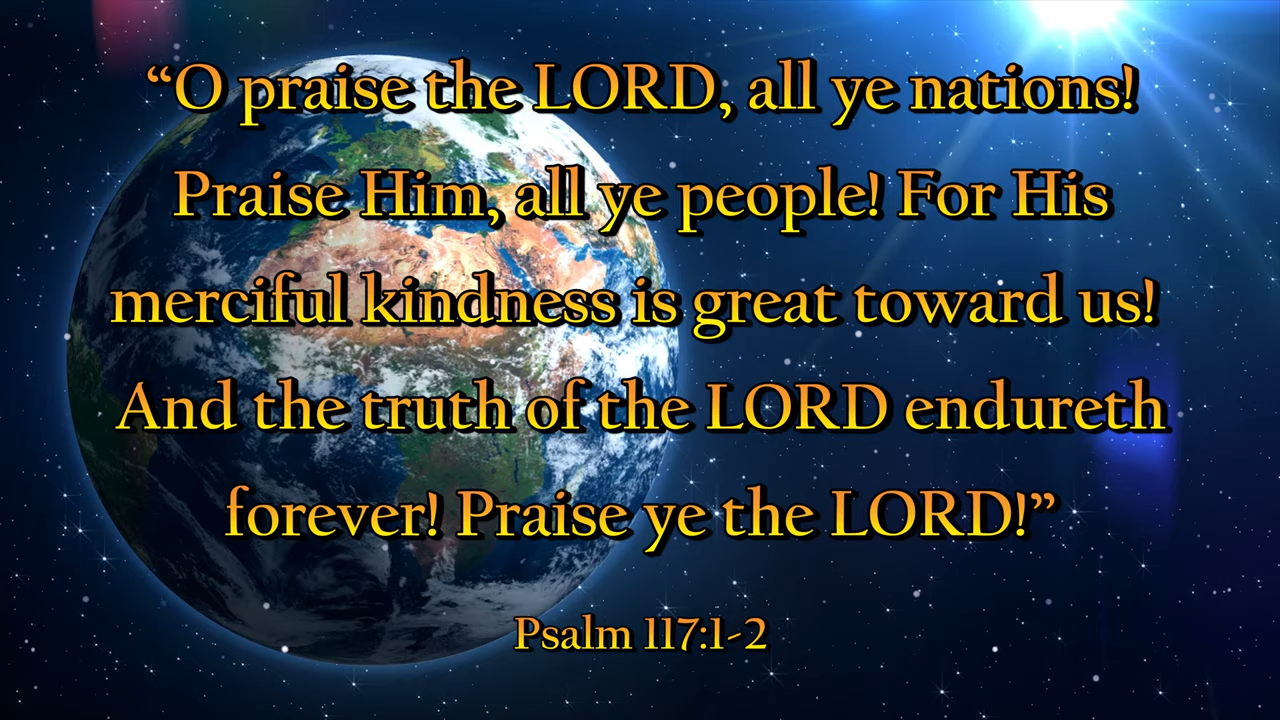 “O praise the LORD, all ye nations!
Praise Him, all ye people! For His
merciful kindness is great toward us!
And the truth of the LORD endureth
forever! Praise ye the LORD!”
Psalm 117:1-2